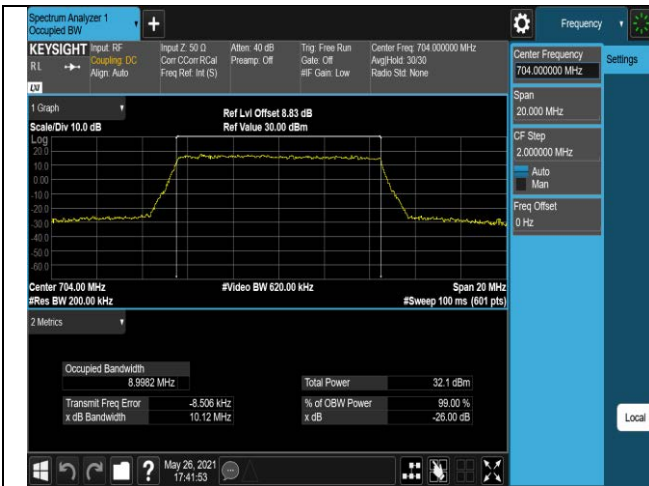 Spectrum Analyzer 1
Occupied BW
+
Frequency
KEYSIGHT
RL
Input: RF
Coupling: DC
Align: Auto
Input Z: 50 Ω
Corr CCorr RCal
Freq Ref: Int (S)
Atten: 40 dB
Preamp: Off
Trig: Free Run
Gate: Off
#IF Gain: Low
Center Freq: 704.000000 MHz
Avg|Hold: 30/30
Radio Std: None
LXI
1 Graph
Scale/Div 10.0 dB
Ref Lvl Offset 8.83 dB
Ref Value 30.00 dBm
Log
20.0
10.0
0.00
-10.0
-20.0
-30.0
-40.0
-50.0
-60.0
Center 704.00 MHz
#Video BW 620.00 kHz
Span 20 MHz
#Res BW 200.00 kHz
#Sweep 100 ms (601 pts)
2 Metrics
Occupied Bandwidth
8.9982 MHz
Total Power
32.1 dBm
Transmit Freq Error
-8.506 kHz
% of OBW Power
99.00 %
x dB Bandwidth
10.12 MHz
x dB
-26.00 dB
Center Frequency
704.000000 MHz
Settings
Span
20.000 MHz
CF Step
2.000000 MHz
Auto
Man
Freq Offset
0 Hz
Local
?
May 26, 2021
17:41:53